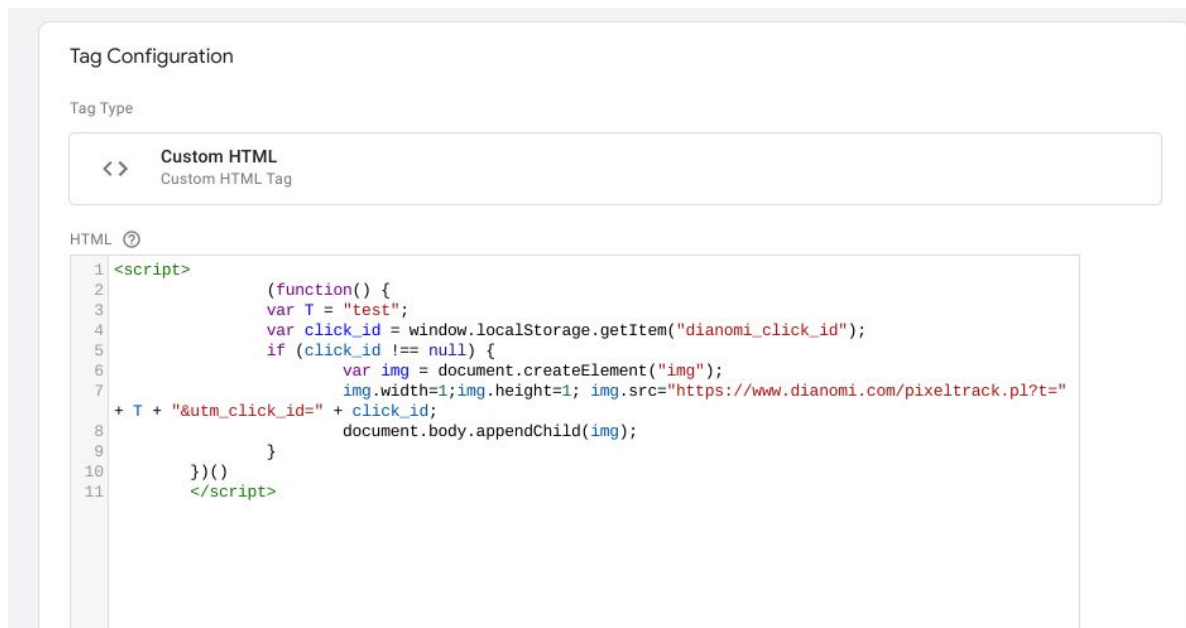 Tag Configuration
Tag Type
<> Custom HTML
Custom HTML Tag
HTML ?
1 <script>
2 (function() {
3 var T = "test";
4 var click_id = window.localStorage.getItem("dianomi_click_id");
5 if (click_id !== null) {
6 var img = document.createElement("img");
7 img.width=1;img.height=1; img.src="https://www.dianomi.com/pixeltrack.pl?t="
+ T + "&utm_click_id=" + click_id;
8 document.body.appendChild(img);
9 }
10 })()
11 </script>